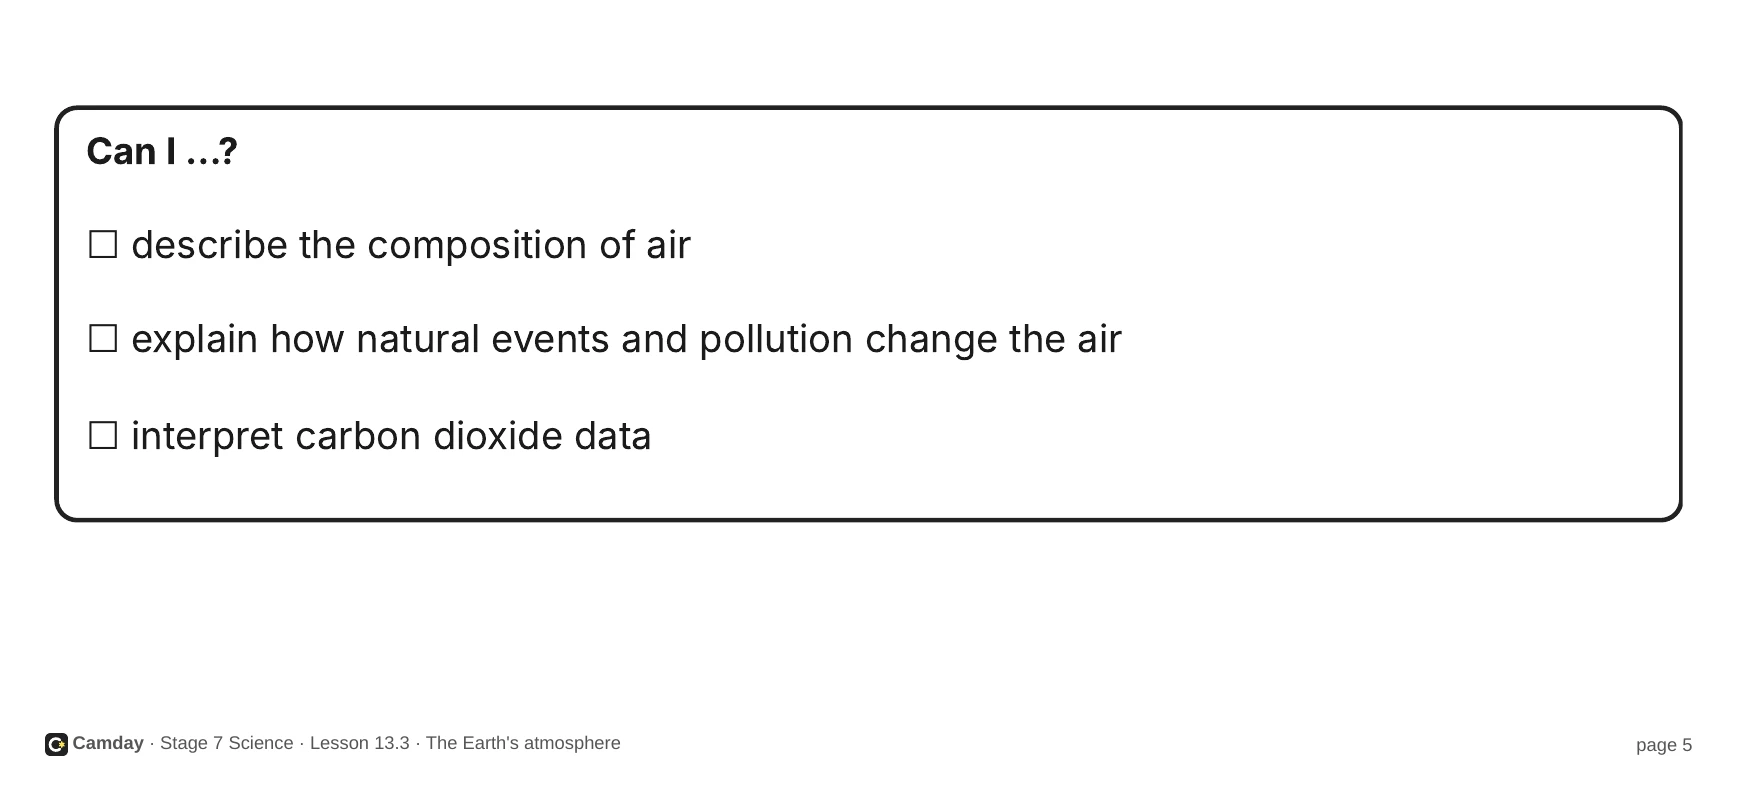 Can I …?
☐ describe the composition of air
☐ explain how natural events and pollution change the air
☐ interpret carbon dioxide data
Camday · Stage 7 Science · Lesson 13.3 · The Earth's atmosphere
page 5